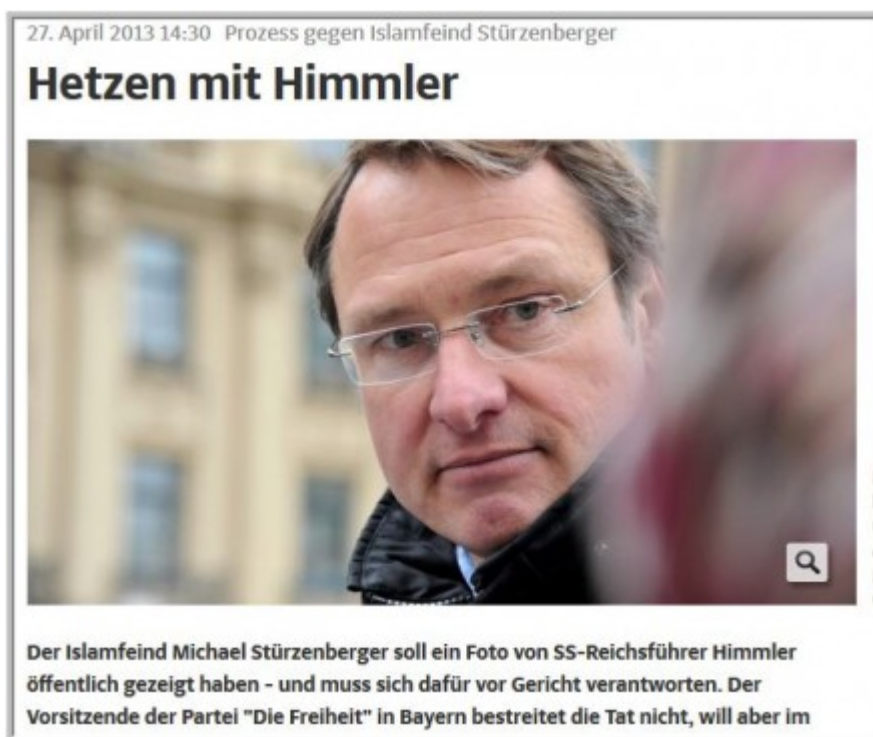 27. April 2013 14:30 Prozess gegen Islamfeind Stürzenberger
Hetzen mit Himmler
Der Islamfeind Michael Stürzenberger soll ein Foto von SS-Reichsführer Himmler
öffentlich gezeigt haben – und muss sich dafür vor Gericht verantworten. Der
Vorsitzende der Partei "Die Freiheit" in Bayern bestreitet die Tat nicht, will aber im